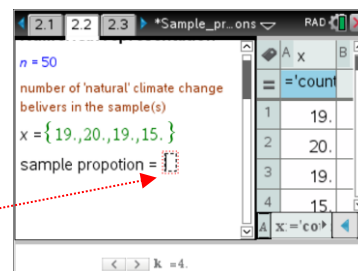 2.1 2.2 2.3 *Sample_pr...ons RAD
n = 50
number of 'natural' climate change
belivers in the sample(s)
x = {19.,20.,19.,15. }
sample propotion =
A x B
= ='count
1 19.
2 20.
3 19.
4 15.
A x:='co
< > k =4.